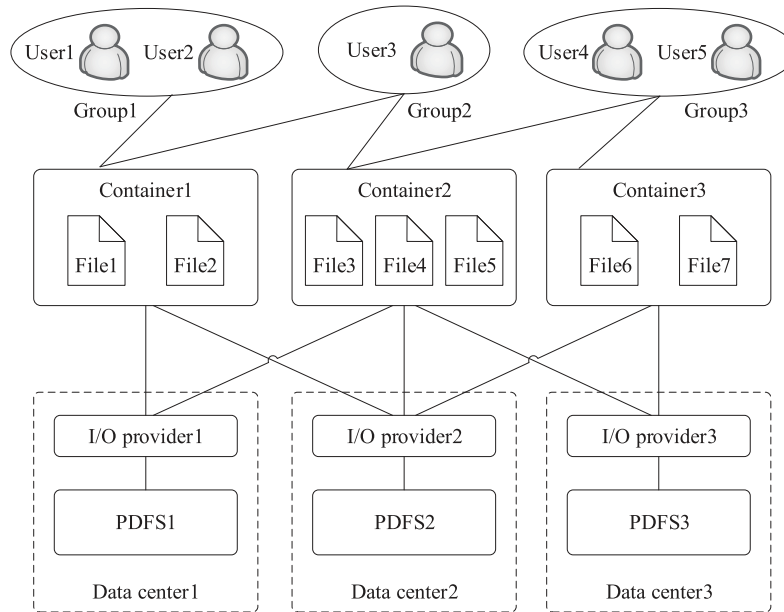 User1 User2 User3 User4 User5
Group1 Group2 Group3
Container1 Container2 Container3
File1 File2 File3 File4 File5 File6 File7
I/O provider1 I/O provider2 I/O provider3
PDFS1 PDFS2 PDFS3
Data center1 Data center2 Data center3